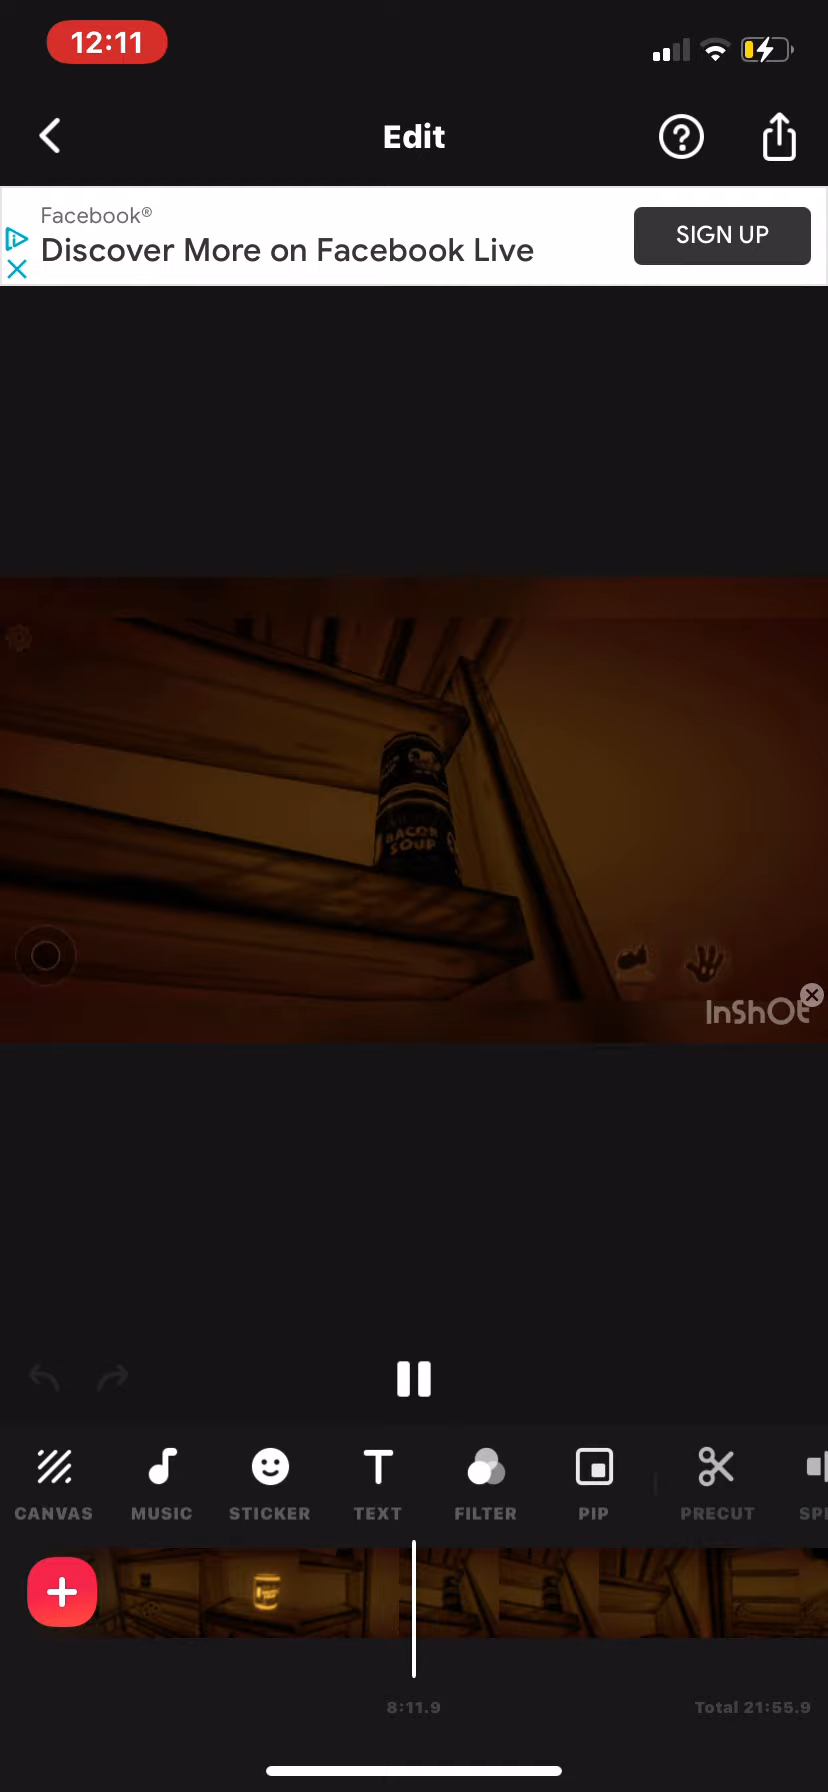 12:11
Edit
Facebook®
Discover More on Facebook Live
SIGN UP
BACON
SOUP
InShOt
CANVAS
MUSIC
STICKER
TEXT
FILTER
PIP
PRECUT
SPL
8:11.9
Total 21:55.9